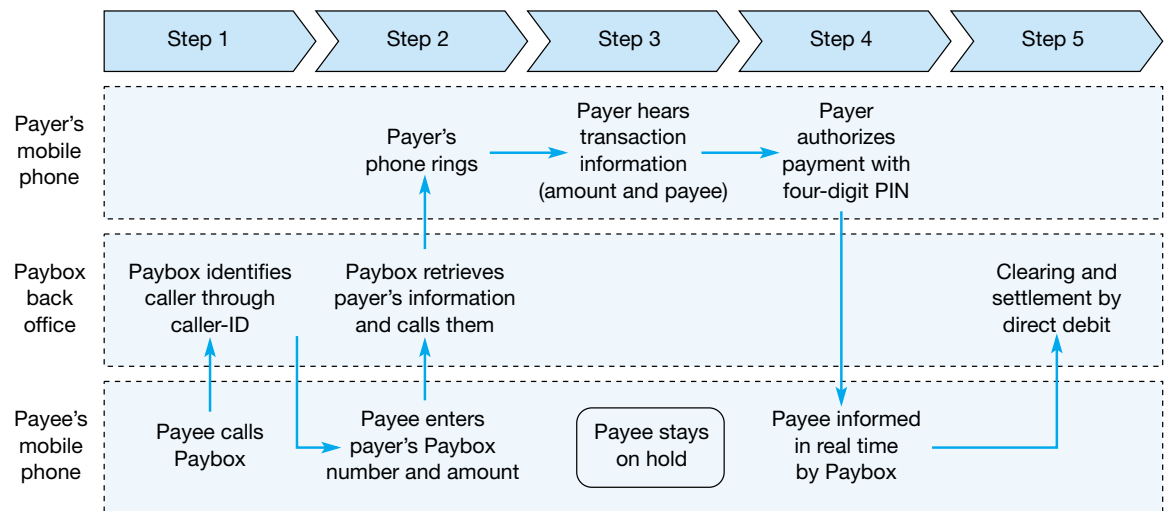 Step 1
Step 2
Step 3
Step 4
Step 5
Payer's
mobile
phone
Payer's
phone rings
Payer hears
transaction
information
(amount and payee)
Payer
authorizes
payment with
four-digit PIN
Paybox
back
office
Paybox identifies
caller through
caller-ID
Paybox retrieves
payer's information
and calls them
Clearing and
settlement by
direct debit
Payee's
mobile
phone
Payee calls
Paybox
Payee enters
payer's Paybox
number and amount
Payee stays
on hold
Payee informed
in real time
by Paybox